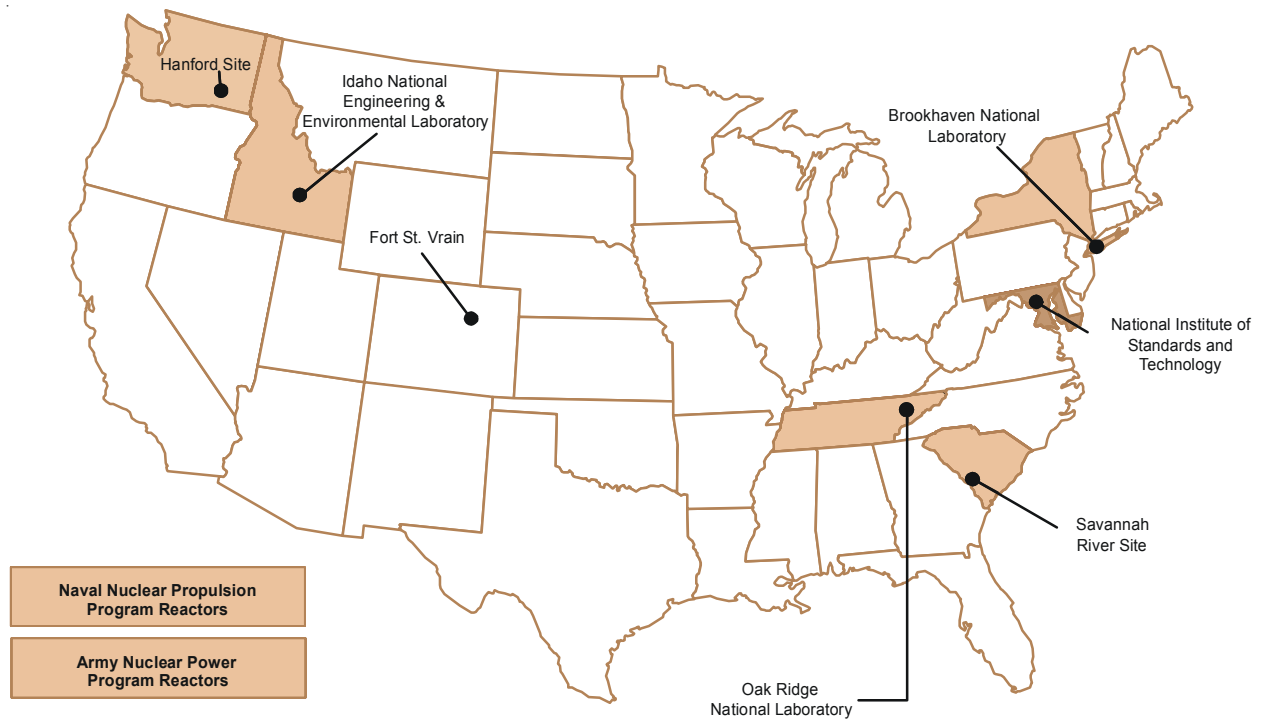 Hanford Site
Idaho National
Engineering &
Environmental Laboratory
Brookhaven National
Laboratory
Fort St. Vrain
National Institute of
Standards and
Technology
Savannah
River Site
Naval Nuclear Propulsion
Program Reactors
Army Nuclear Power
Program Reactors
Oak Ridge
National Laboratory